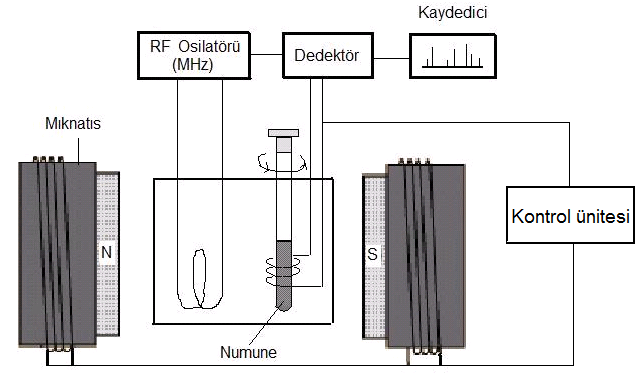 Kaydedici
RF Osilatörü
(MHz)
Dedektör
Mıknatıs
N
S
Kontrol ünitesi
Numune